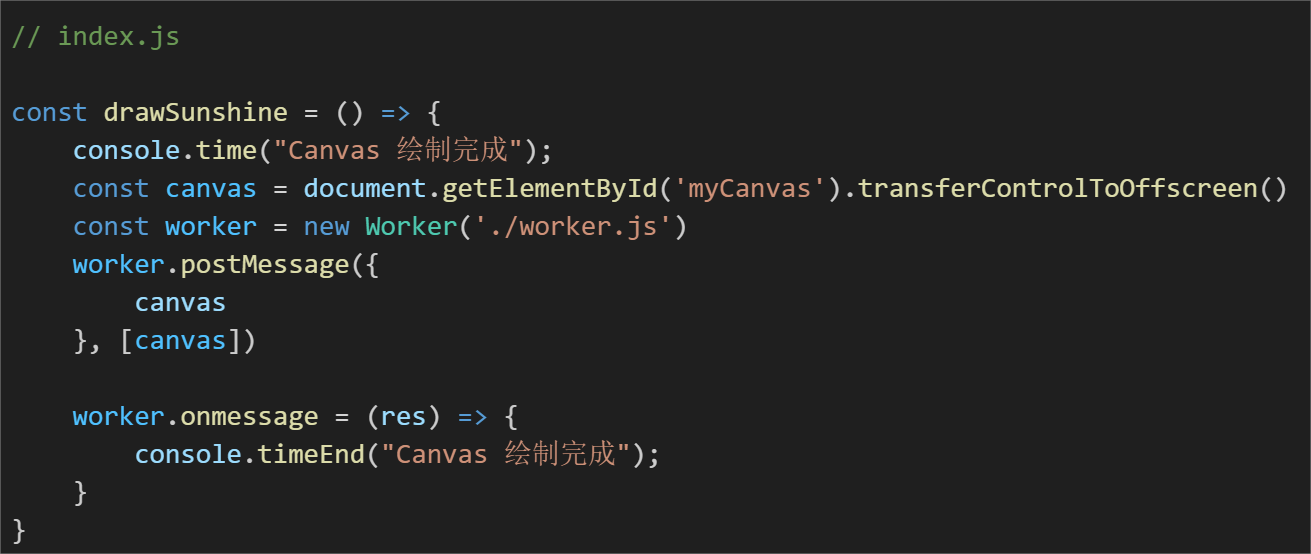 // index.js
const drawSunshine = () => {
    console.time("Canvas 绘制完成");
    const canvas = document.getElementById('myCanvas').transferControlToOffscreen()
    const worker = new Worker('./worker.js')
    worker.postMessage({
        canvas
    }, [canvas])
    worker.onmessage = (res) => {
        console.timeEnd("Canvas 绘制完成");
    }
}